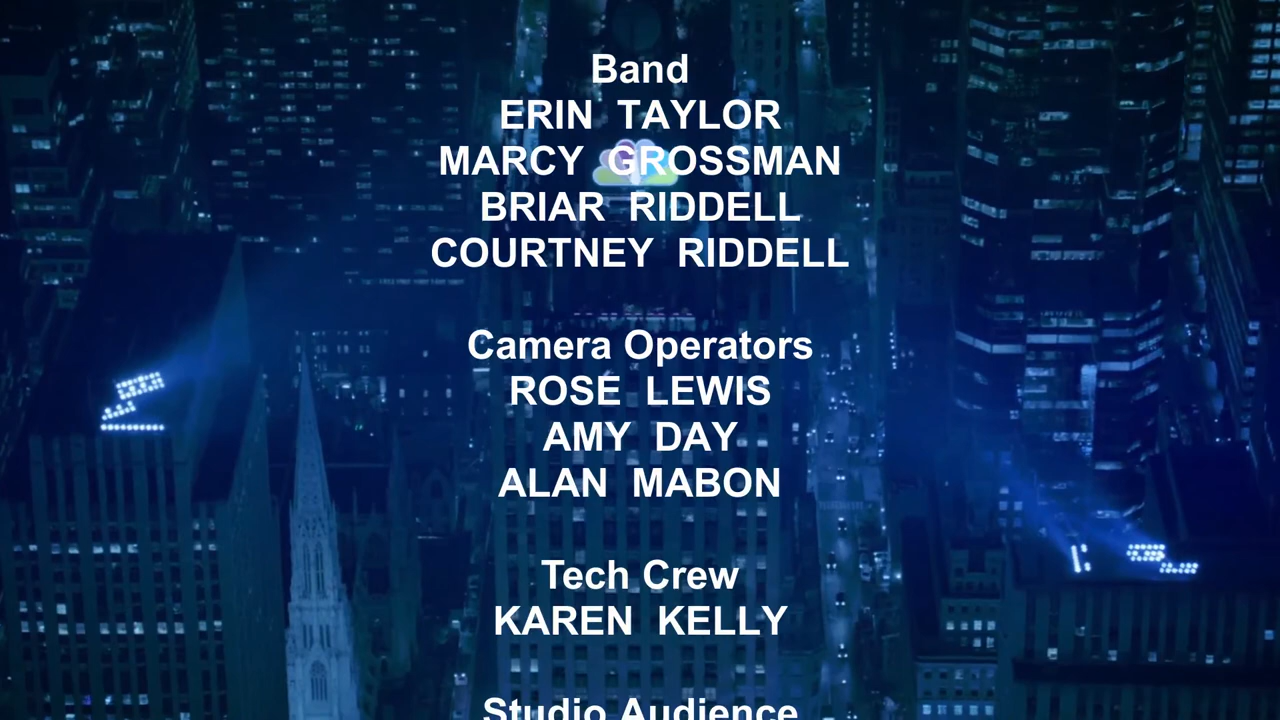 Band
ERIN TAYLOR
MARCY GROSSMAN
BRIAR RIDDELL
COURTNEY RIDDELL
Camera Operators
ROSE LEWIS
AMY DAY
ALAN MABON
Tech Crew
KAREN KELLY
Studio Audience